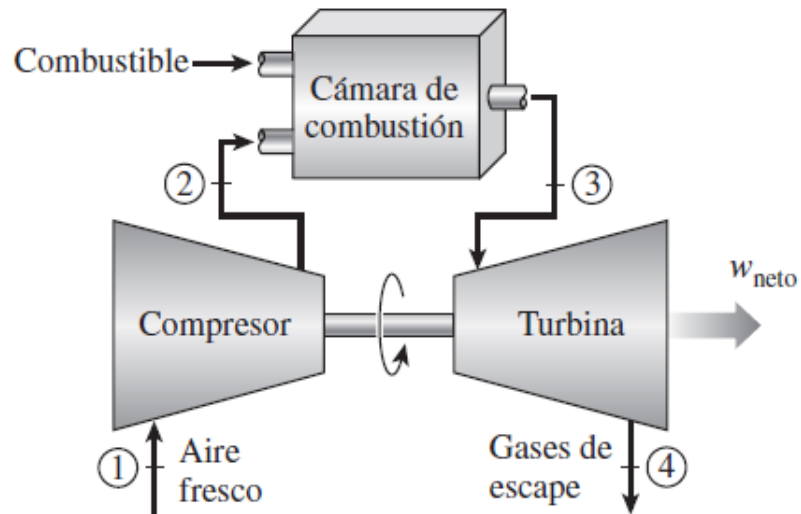 Combustible
Cámara de
combustión
②
③
w_neto
Compresor
Turbina
①
Aire
fresco
Gases de
escape
④